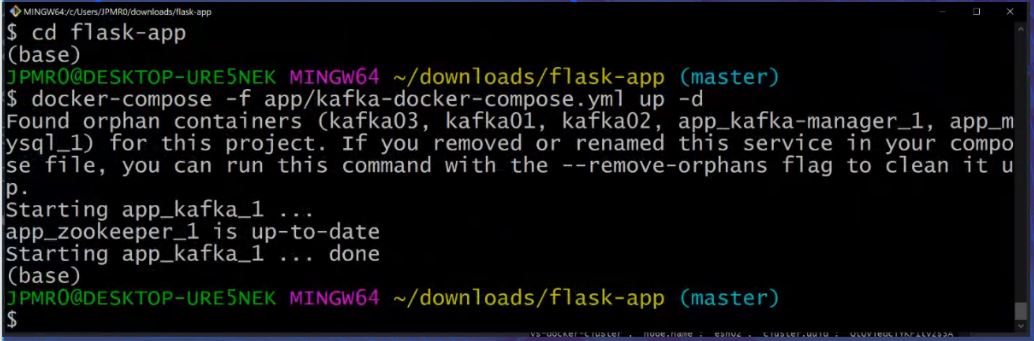 MINGW64:/c/Users/JPMR0/downloads/flask-app
$ cd flask-app
(base)
JPMR0@DESKTOP-URE5NEK MINGW64 ~/downloads/flask-app (master)
$ docker-compose -f app/kafka-docker-compose.yml up -d
Found orphan containers (kafka03, kafka01, kafka02, app_kafka-manager_1, app_m
ysql_1) for this project. If you removed or renamed this service in your compo
se file, you can run this command with the --remove-orphans flag to clean it u
p.
Starting app_kafka_1 ...
app_zookeeper_1 is up-to-date
Starting app_kafka_1 ... done
(base)
JPMR0@DESKTOP-URE5NEK MINGW64 ~/downloads/flask-app (master)
$